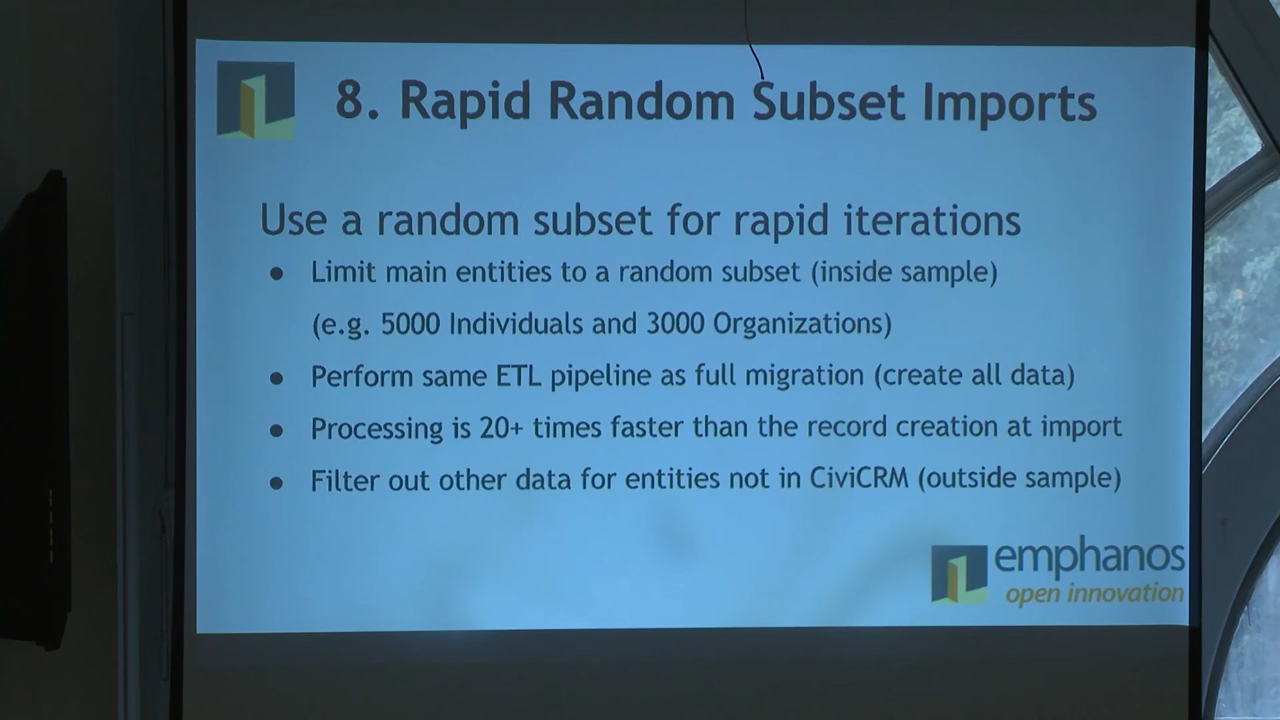 8. Rapid Random Subset Imports
Use a random subset for rapid iterations
● Limit main entities to a random subset (inside sample)
(e.g. 5000 Individuals and 3000 Organizations)
● Perform same ETL pipeline as full migration (create all data)
● Processing is 20+ times faster than the record creation at import
● Filter out other data for entities not in CiviCRM (outside sample)
emphanos
open innovation